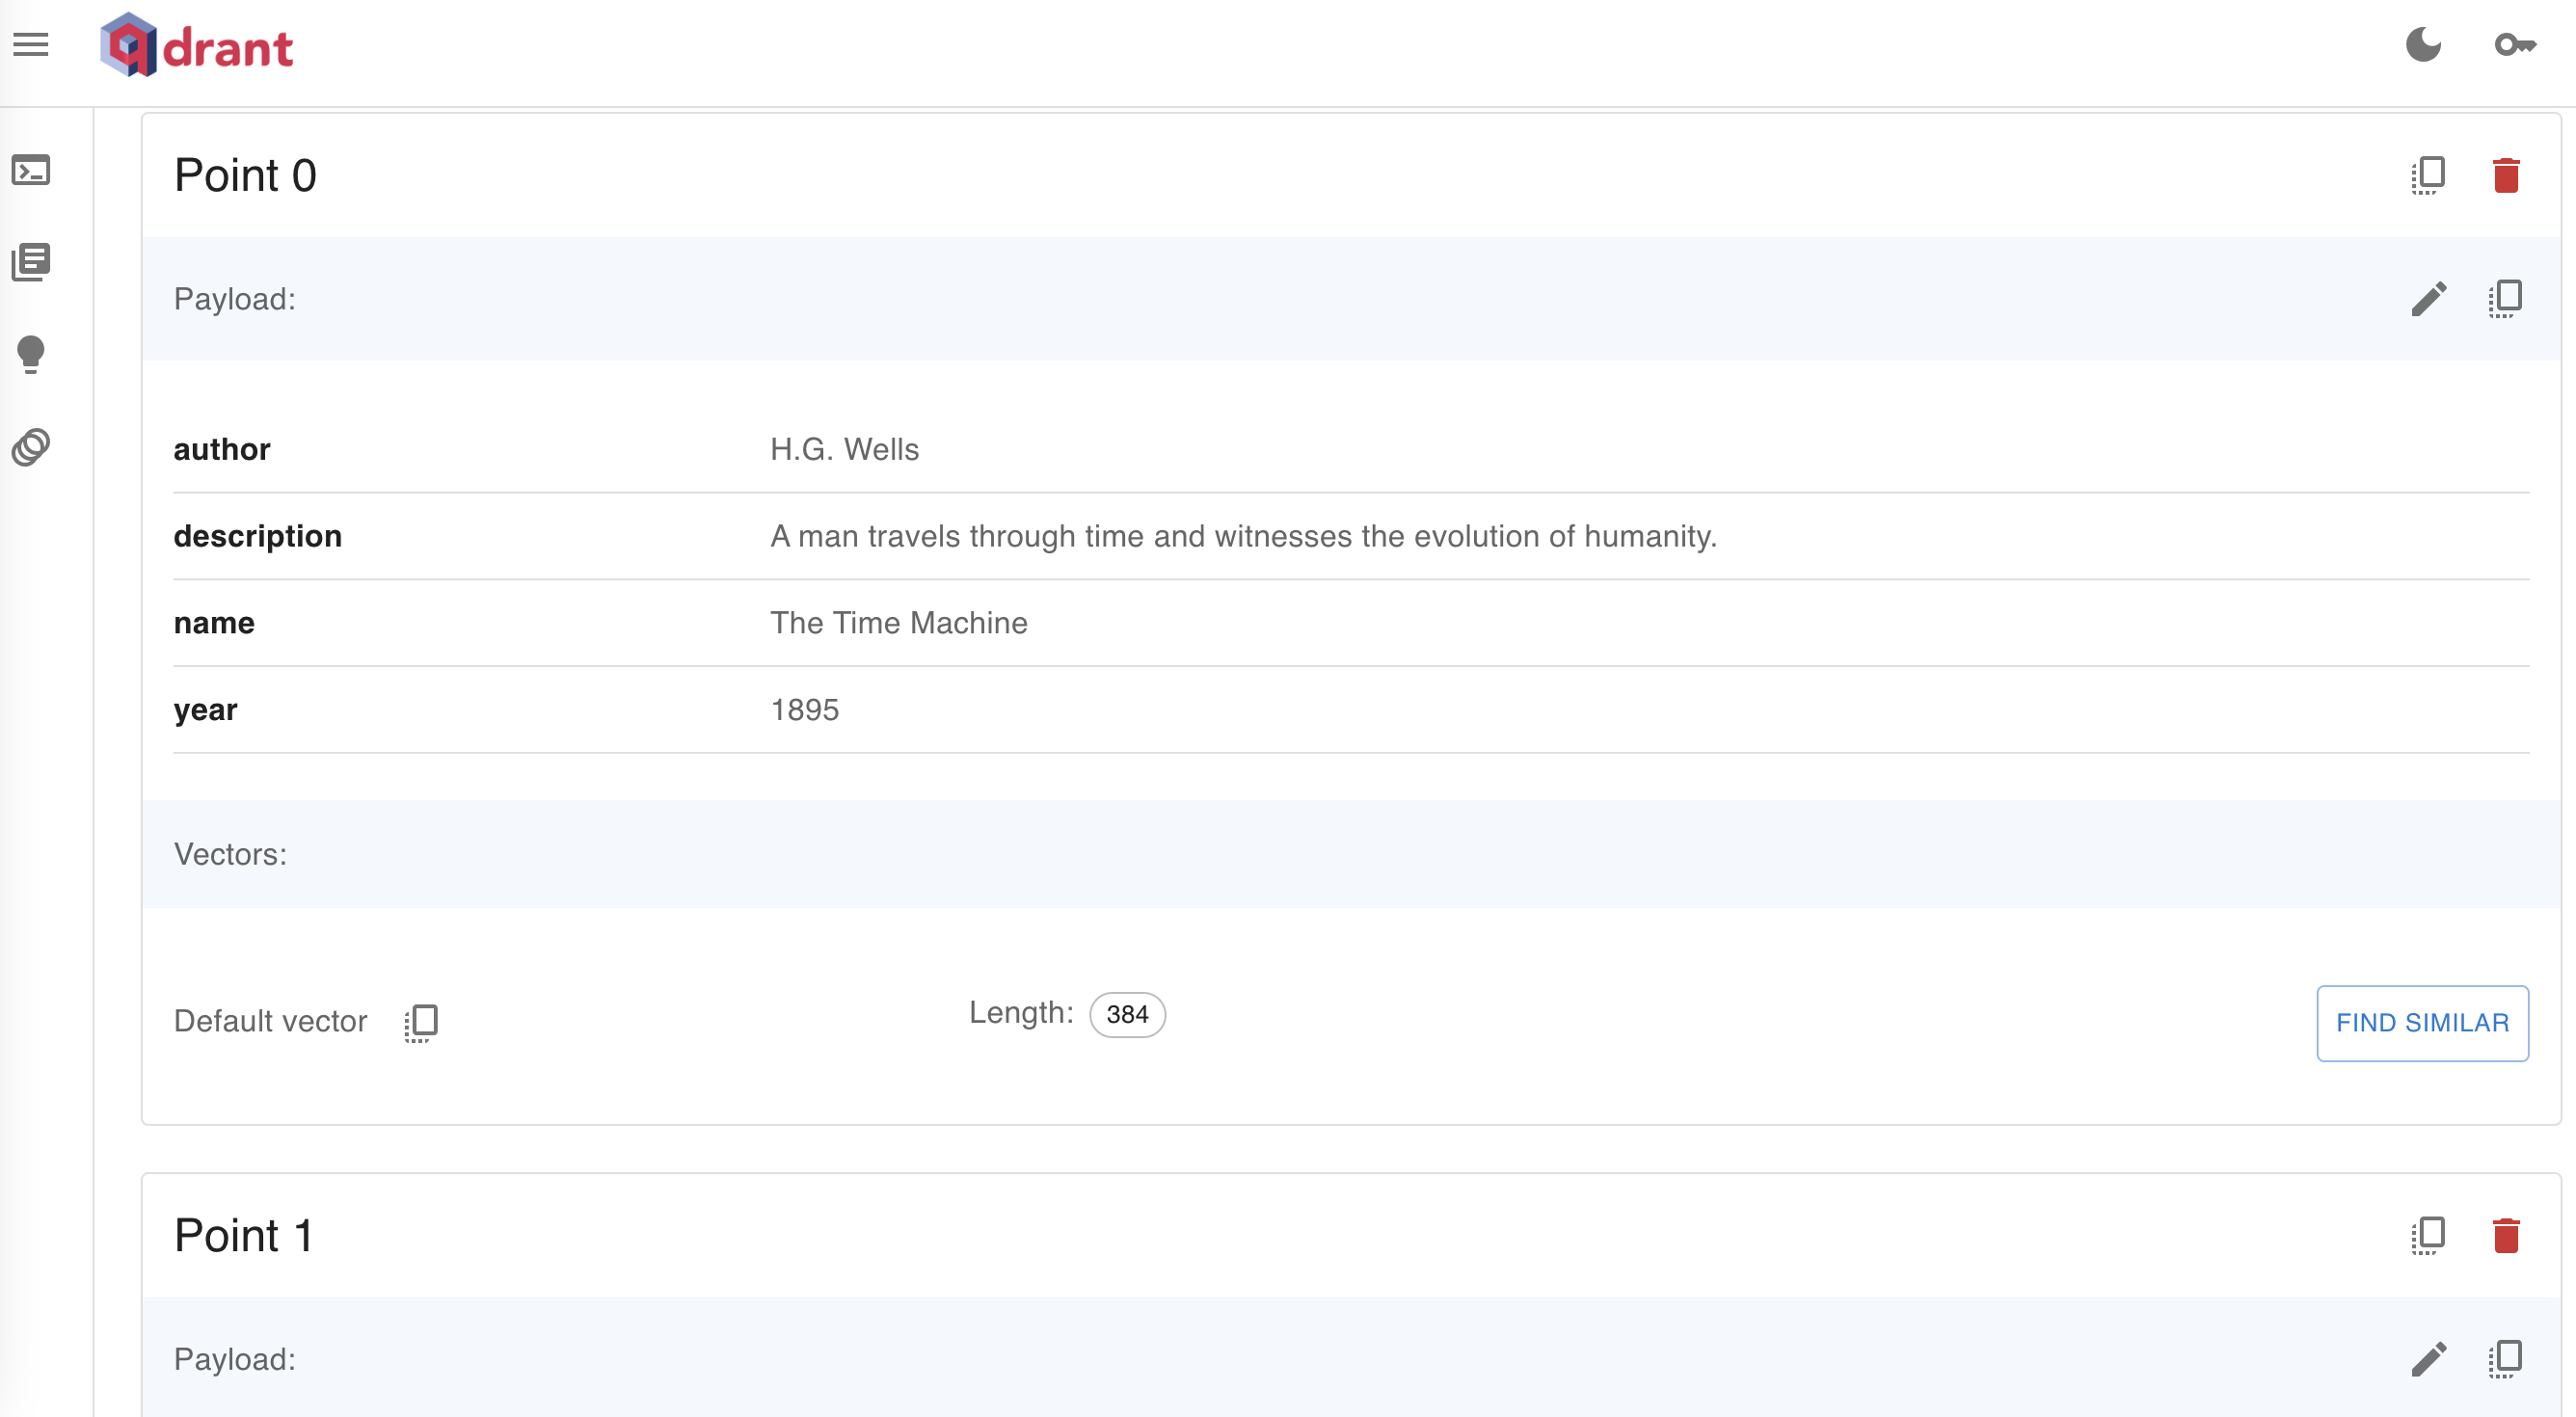 qdrant
Point 0
Payload:
author H.G. Wells
description A man travels through time and witnesses the evolution of humanity.
name The Time Machine
year 1895
Vectors:
Default vector Length: 384 FIND SIMILAR
Point 1
Payload: